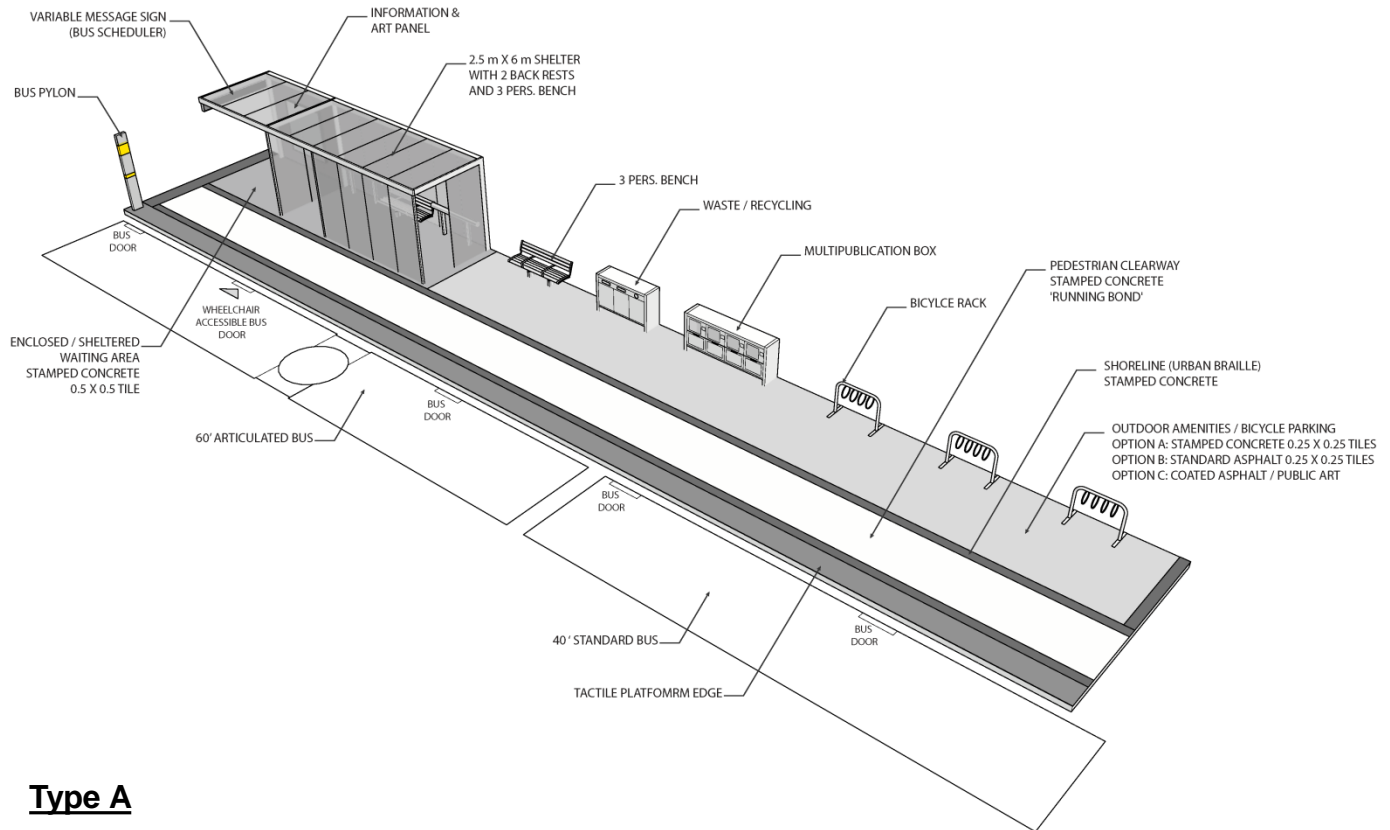 VARIABLE MESSAGE SIGN
(BUS SCHEDULER)
INFORMATION &
ART PANEL
2.5 m X 6 m SHELTER
WITH 2 BACK RESTS
AND 3 PERS. BENCH
BUS PYLON
3 PERS. BENCH
WASTE / RECYCLING
MULTIPUBLICATION BOX
PEDESTRIAN CLEARWAY
STAMPED CONCRETE
'RUNNING BOND'
BICYLCE RACK
BUS
DOOR
WHEELCHAIR
ACCESSIBLE BUS
DOOR
ENCLOSED / SHELTERED
WAITING AREA
STAMPED CONCRETE
0.5 X 0.5 TILE
SHORELINE (URBAN BRAILLE)
STAMPED CONCRETE
BUS
DOOR
60' ARTICULATED BUS
OUTDOOR AMENITIES / BICYCLE PARKING
OPTION A: STAMPED CONCRETE 0.25 X 0.25 TILES
OPTION B: STANDARD ASPHALT 0.25 X 0.25 TILES
OPTION C: COATED ASPHALT / PUBLIC ART
BUS
DOOR
BUS
DOOR
40 ' STANDARD BUS
TACTILE PLATFOMRM EDGE
Type A